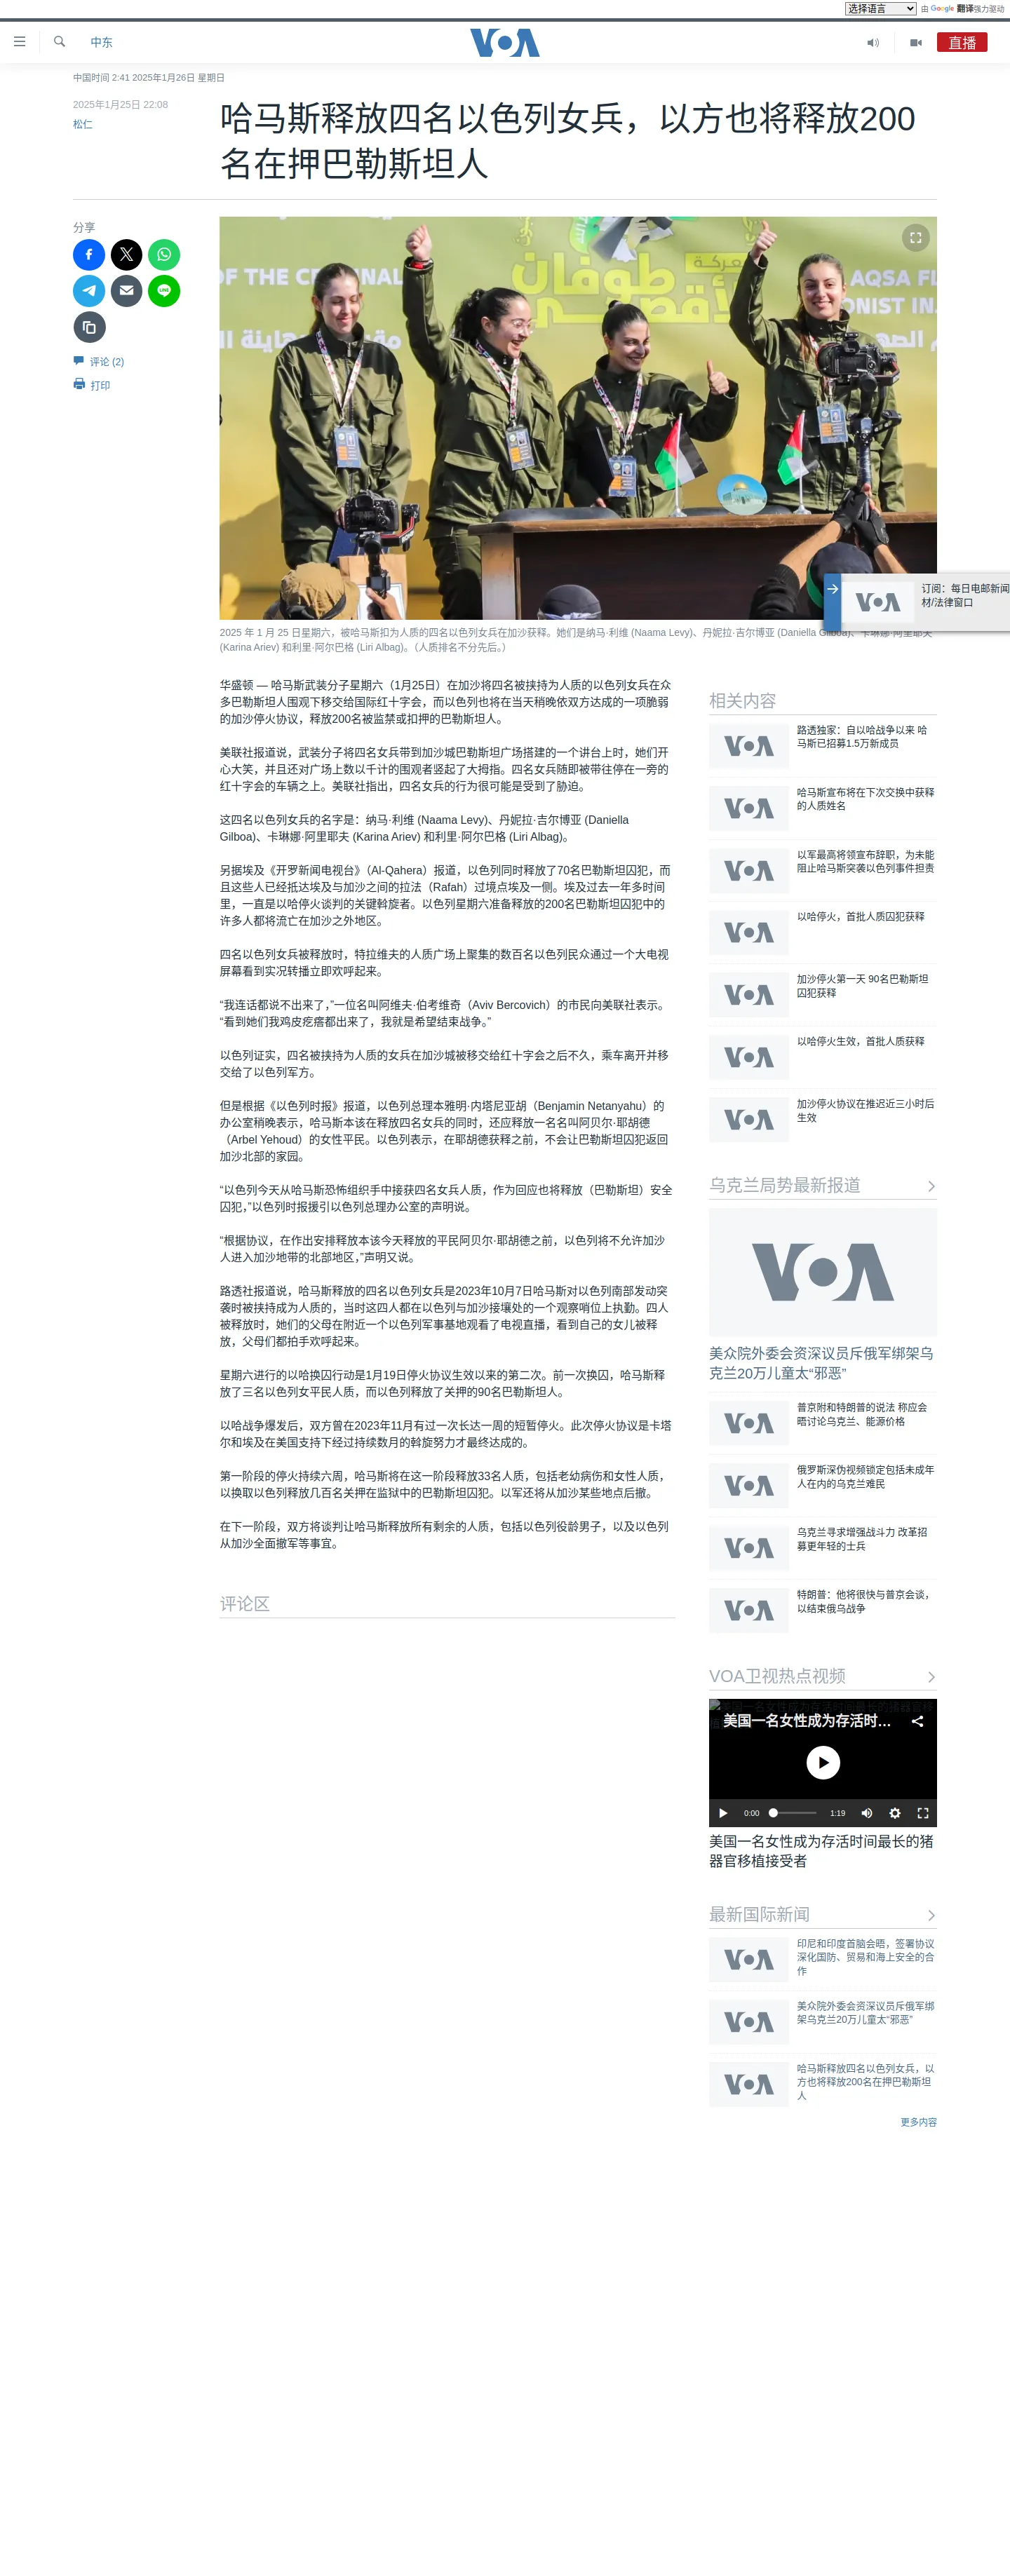 选择语言
由 Google 翻译强力驱动
中东
VOA
直播
中国时间 2:41 2025年1月26日 星期日
2025年1月25日 22:08
松仁
哈马斯释放四名以色列女兵，以方也将释放200
名在押巴勒斯坦人
分享
评论 (2)
打印
OF THE CRIMINAL
معركة
طوفان
الأقصى
AQSA FL
IONIST IN
订阅：每日电邮新闻
材/法律窗口
2025 年 1 月 25 日星期六，被哈马斯扣为人质的四名以色列女兵在加沙获释。她们是纳马·利维 (Naama Levy)、丹妮拉·吉尔博亚 (Daniella Gilboa)、卡琳娜·阿里耶夫
(Karina Ariev) 和利里·阿尔巴格 (Liri Albag)。（人质排名不分先后。）
华盛顿 — 哈马斯武装分子星期六（1月25日）在加沙将四名被挟持为人质的以色列女兵在众
多巴勒斯坦人围观下移交给国际红十字会，而以色列也将在当天稍晚依双方达成的一项脆弱
的加沙停火协议，释放200名被监禁或扣押的巴勒斯坦人。
美联社报道说，武装分子将四名女兵带到加沙城巴勒斯坦广场搭建的一个讲台上时，她们开
心大笑，并且还对广场上数以千计的围观者竖起了大拇指。四名女兵随即被带往停在一旁的
红十字会的车辆之上。美联社指出，四名女兵的行为很可能是受到了胁迫。
这四名以色列女兵的名字是：纳马·利维 (Naama Levy)、丹妮拉·吉尔博亚 (Daniella
Gilboa)、卡琳娜·阿里耶夫 (Karina Ariev) 和利里·阿尔巴格 (Liri Albag)。
另据埃及《开罗新闻电视台》（Al-Qahera）报道，以色列同时释放了70名巴勒斯坦囚犯，而
且这些人已经抵达埃及与加沙之间的拉法（Rafah）过境点埃及一侧。埃及过去一年多时间
里，一直是以哈停火谈判的关键斡旋者。以色列星期六准备释放的200名巴勒斯坦囚犯中的
许多人都将流亡在加沙之外地区。
四名以色列女兵被释放时，特拉维夫的人质广场上聚集的数百名以色列民众通过一个大电视
屏幕看到实况转播立即欢呼起来。
“我连话都说不出来了，”一位名叫阿维夫·伯考维奇（Aviv Bercovich）的市民向美联社表示。
“看到她们我鸡皮疙瘩都出来了，我就是希望结束战争。”
以色列证实，四名被挟持为人质的女兵在加沙城被移交给红十字会之后不久，乘车离开并移
交给了以色列军方。
但是根据《以色列时报》报道，以色列总理本雅明·内塔尼亚胡（Benjamin Netanyahu）的
办公室稍晚表示，哈马斯本该在释放四名女兵的同时，还应释放一名名叫阿贝尔·耶胡德
（Arbel Yehoud）的女性平民。以色列表示，在耶胡德获释之前，不会让巴勒斯坦囚犯返回
加沙北部的家园。
“以色列今天从哈马斯恐怖组织手中接获四名女兵人质，作为回应也将释放（巴勒斯坦）安全
囚犯，”以色列时报援引以色列总理办公室的声明说。
“根据协议，在作出安排释放本该今天释放的平民阿贝尔·耶胡德之前，以色列将不允许加沙
人进入加沙地带的北部地区，”声明又说。
路透社报道说，哈马斯释放的四名以色列女兵是2023年10月7日哈马斯对以色列南部发动突
袭时被挟持成为人质的，当时这四人都在以色列与加沙接壤处的一个观察哨位上执勤。四人
被释放时，她们的父母在附近一个以色列军事基地观看了电视直播，看到自己的女儿被释
放，父母们都拍手欢呼起来。
星期六进行的以哈换囚行动是1月19日停火协议生效以来的第二次。前一次换囚，哈马斯释
放了三名以色列女平民人质，而以色列释放了关押的90名巴勒斯坦人。
以哈战争爆发后，双方曾在2023年11月有过一次长达一周的短暂停火。此次停火协议是卡塔
尔和埃及在美国支持下经过持续数月的斡旋努力才最终达成的。
第一阶段的停火持续六周，哈马斯将在这一阶段释放33名人质，包括老幼病伤和女性人质，
以换取以色列释放几百名关押在监狱中的巴勒斯坦囚犯。以军还将从加沙某些地点后撤。
在下一阶段，双方将谈判让哈马斯释放所有剩余的人质，包括以色列役龄男子，以及以色列
从加沙全面撤军等事宜。
评论区
相关内容
路透独家：自以哈战争以来 哈
马斯已招募1.5万新成员
哈马斯宣布将在下次交换中获释
的人质姓名
以军最高将领宣布辞职，为未能
阻止哈马斯突袭以色列事件担责
以哈停火，首批人质囚犯获释
加沙停火第一天 90名巴勒斯坦
囚犯获释
以哈停火生效，首批人质获释
加沙停火协议在推迟近三小时后
生效
乌克兰局势最新报道
美众院外委会资深议员斥俄军绑架乌
克兰20万儿童太“邪恶”
普京附和特朗普的说法 称应会
晤讨论乌克兰、能源价格
俄罗斯深伪视频锁定包括未成年
人在内的乌克兰难民
乌克兰寻求增强战斗力 改革招
募更年轻的士兵
特朗普：他将很快与普京会谈，
以结束俄乌战争
VOA卫视热点视频
美国一名女性成为存活时...
0:00
1:19
美国一名女性成为存活时间最长的猪
器官移植接受者
最新国际新闻
印尼和印度首脑会晤，签署协议
深化国防、贸易和海上安全的合
作
美众院外委会资深议员斥俄军绑
架乌克兰20万儿童太“邪恶”
哈马斯释放四名以色列女兵，以
方也将释放200名在押巴勒斯坦
人
更多内容